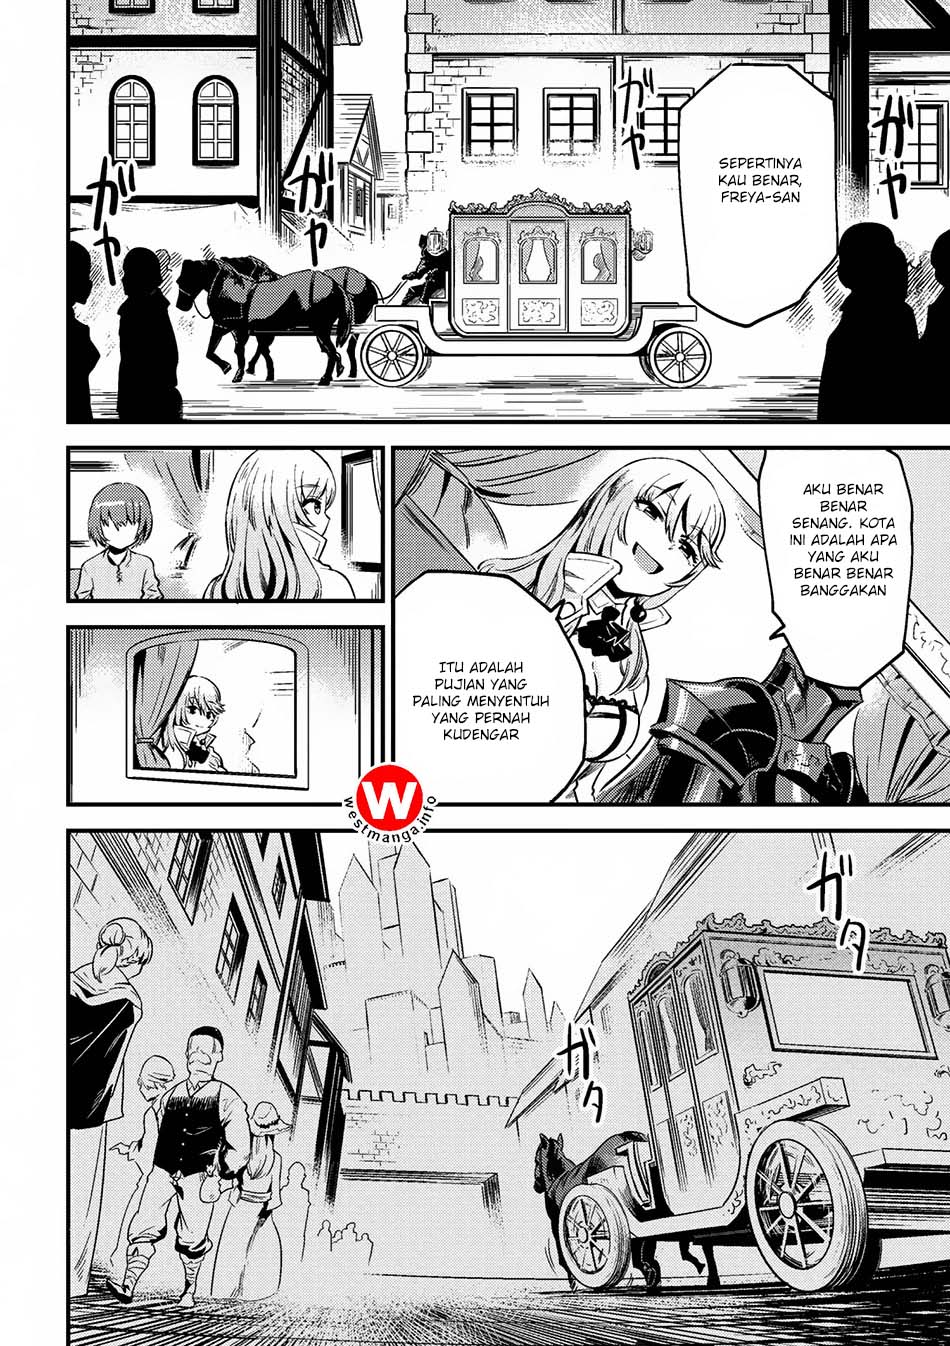 SEPERTINYA
KAU BENAR,
FREYA-SAN
ガヤ
ガヤ
ガヤ
ガヤ
AKU BENAR
BENAR
SENANG. KOTA
INI ADALAH APA
YANG AKU
BENAR BENAR
BANGGAKAN
ITU ADALAH
PUJIAN YANG
PALING MENYENTUH
YANG PERNAH
KUDENGAR
W
westmanga.info
ガタ
ガタ